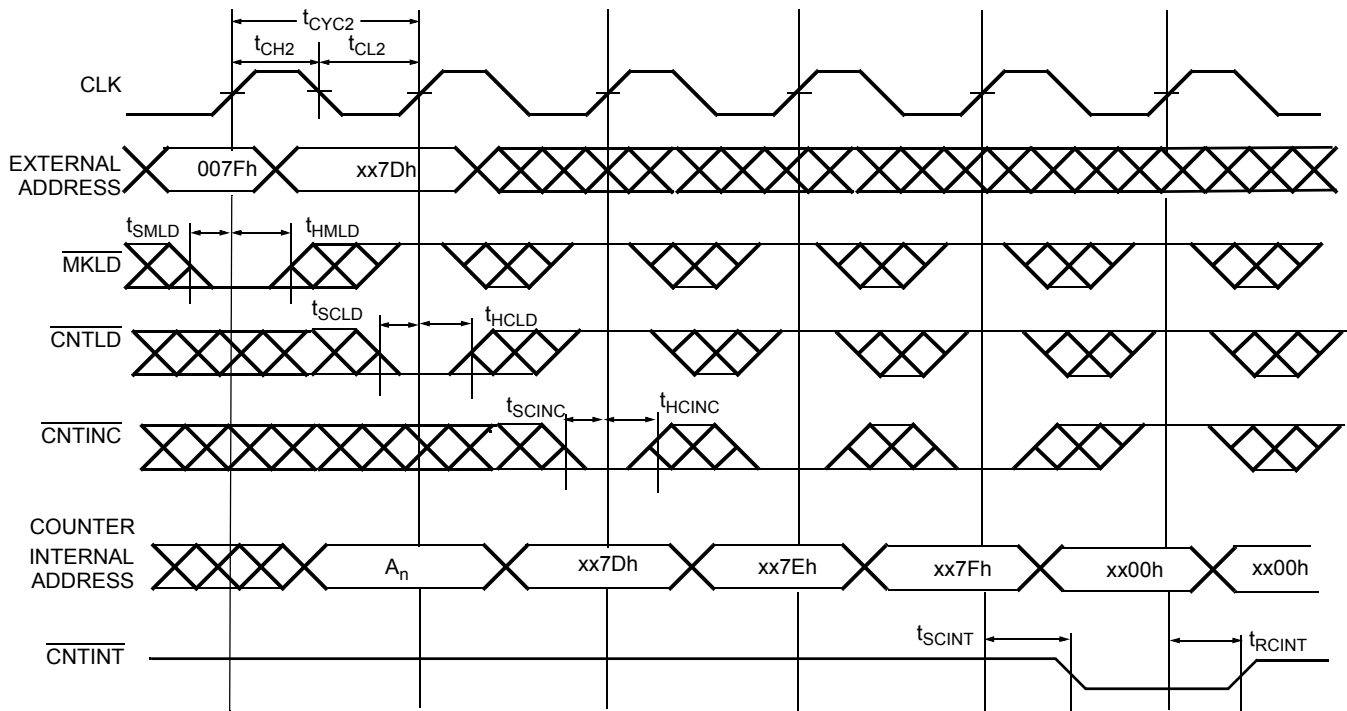 tCYC2
tCH2
tCL2
CLK
EXTERNAL
ADDRESS
007Fh
xx7Dh
tSMLD
tHMLD
MKLD
tSCLD
tHCLD
CNTLD
tSCINC
tHCINC
CNTINC
COUNTER
INTERNAL
ADDRESS
An
xx7Dh
xx7Eh
xx7Fh
xx00h
xx00h
tSCINT
tRCINT
CNTINT